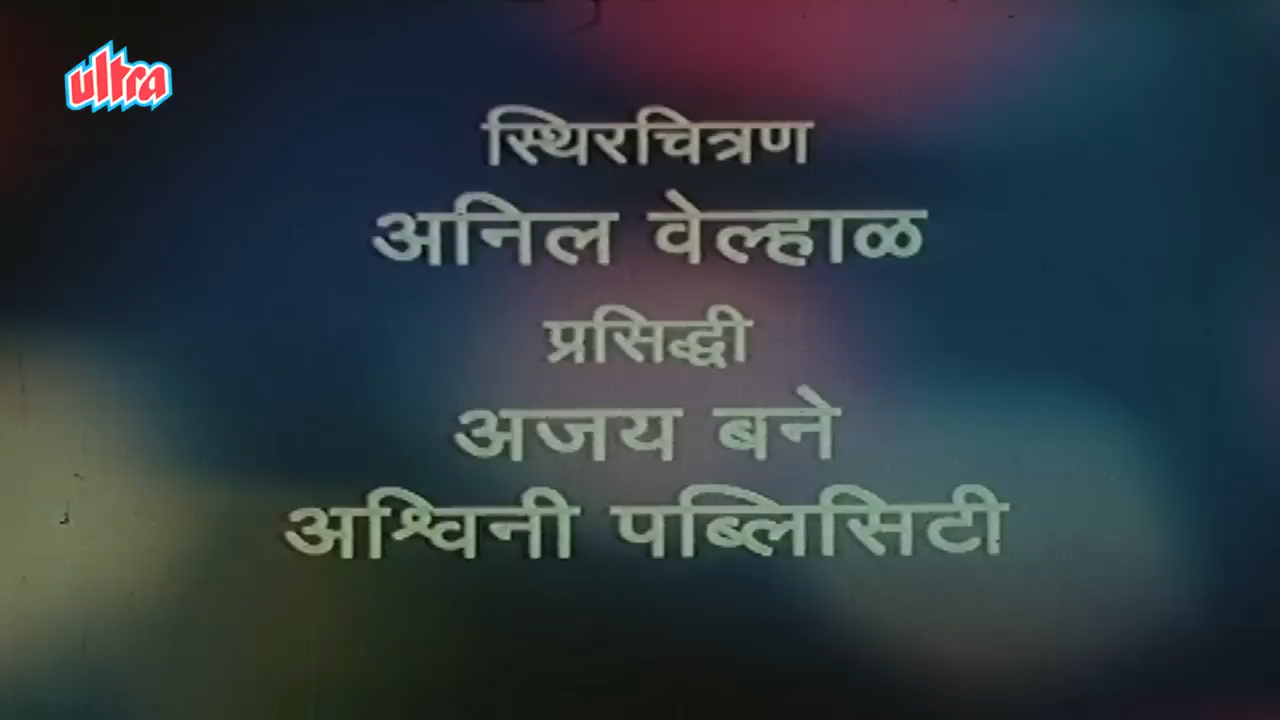 ultra
स्थिरचित्रण
अनिल वेल्हाळ
प्रसिद्धी
अजय बने
अश्विनी पब्लिसिटी